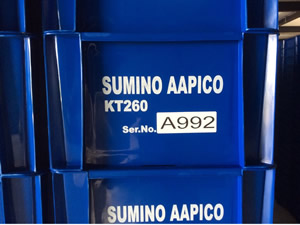 SUMINO AAPICO
KT260
Ser.No. A992
SUMINO AAPICO